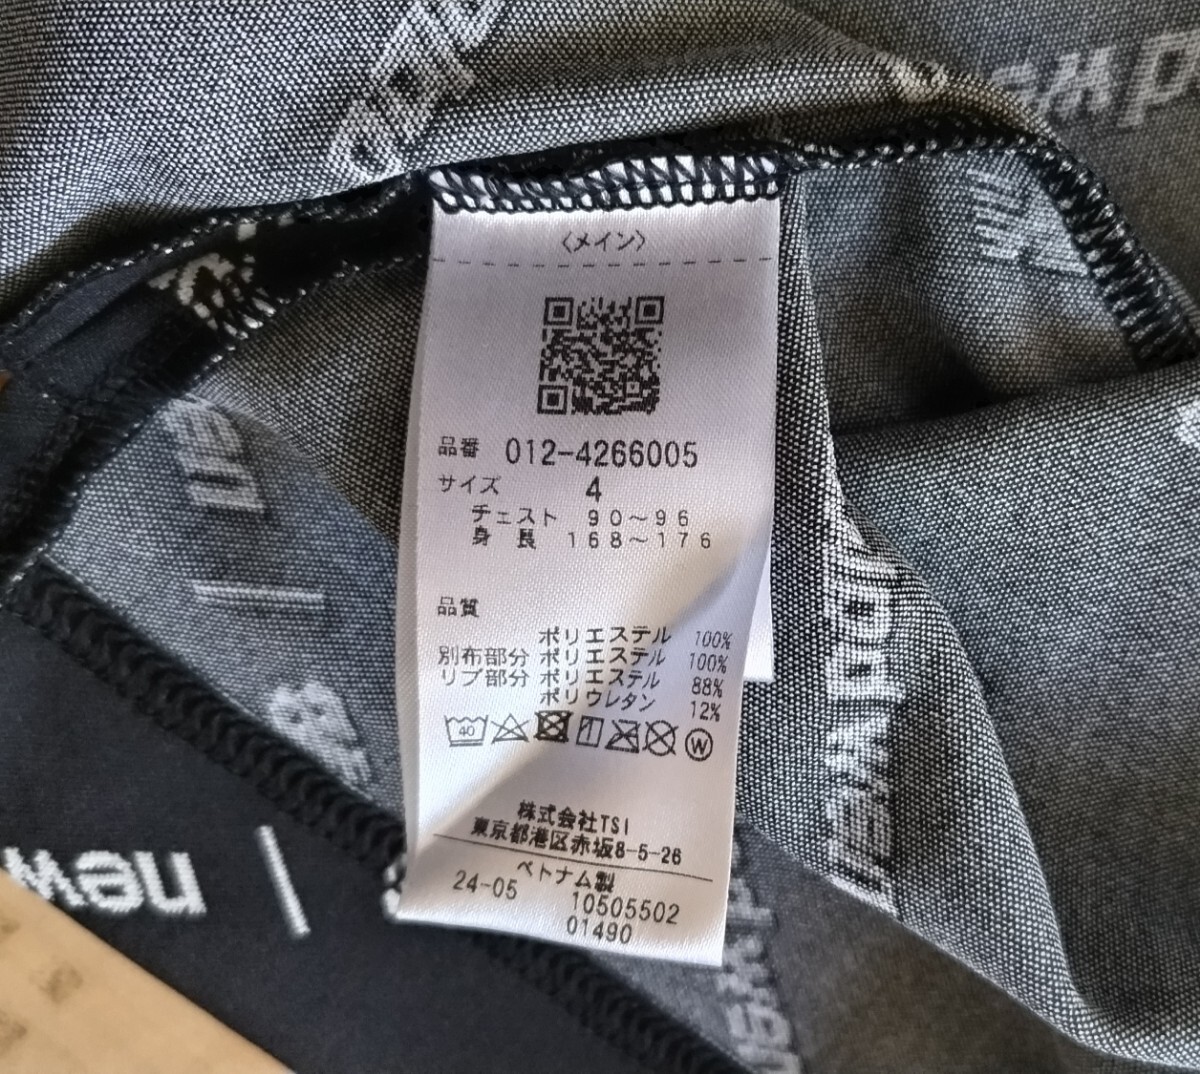 〈メイン〉
品番 012-4266005
サイズ 4
チェスト 90～96
身長 168～176
品質
ポリエステル 100%
別布部分 ポリエステル 100%
リブ部分 ポリエステル 88%
ポリウレタン 12%
40 W
株式会社TSI
東京都港区赤坂8-5-26
ベトナム製
24-05 10505502
01490
new